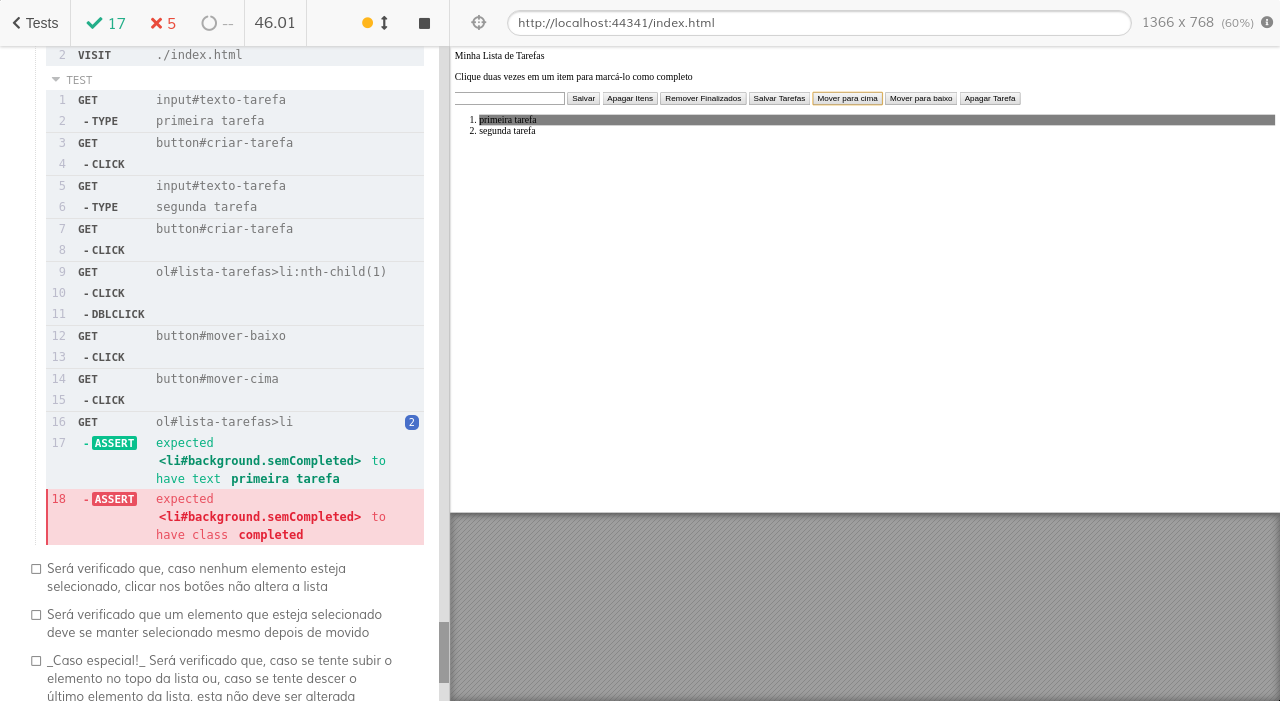 Tests 17 5 -- 46.01
http://localhost:44341/index.html 1366 x 768 (60%)
2 VISIT ./index.html
TEST
1 GET input#texto-tarefa
2 - TYPE primeira tarefa
3 GET button#criar-tarefa
4 - CLICK
5 GET input#texto-tarefa
6 - TYPE segunda tarefa
7 GET button#criar-tarefa
8 - CLICK
9 GET ol#lista-tarefas>li:nth-child(1)
10 - CLICK
11 - DBLCLICK
12 GET button#mover-baixo
13 - CLICK
14 GET button#mover-cima
15 - CLICK
16 GET ol#lista-tarefas>li 2
17 - ASSERT expected
<li#background.semCompleted> to
have text primeira tarefa
18 - ASSERT expected
<li#background.semCompleted> to
have class completed
Será verificado que, caso nenhum elemento esteja
selecionado, clicar nos botões não altera a lista
Será verificado que um elemento que esteja selecionado
deve se manter selecionado mesmo depois de movido
_Caso especial!_ Será verificado que, caso se tente subir o
elemento no topo da lista ou, caso se tente descer o
último elemento da lista, esta não deve ser alterada
Minha Lista de Tarefas
Clique duas vezes em um item para marcá-lo como completo
Salvar Apagar Itens Remover Finalizados Salvar Tarefas Mover para cima Mover para baixo Apagar Tarefa
1. primeira tarefa
2. segunda tarefa